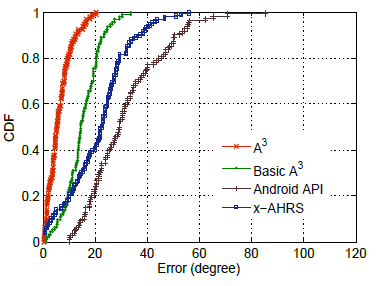 1
0.8
0.6
0.4
0.2
0
CDF
0 20 40 60 80 100 120
Error (degree)
A³
Basic A³
Android API
x−AHRS